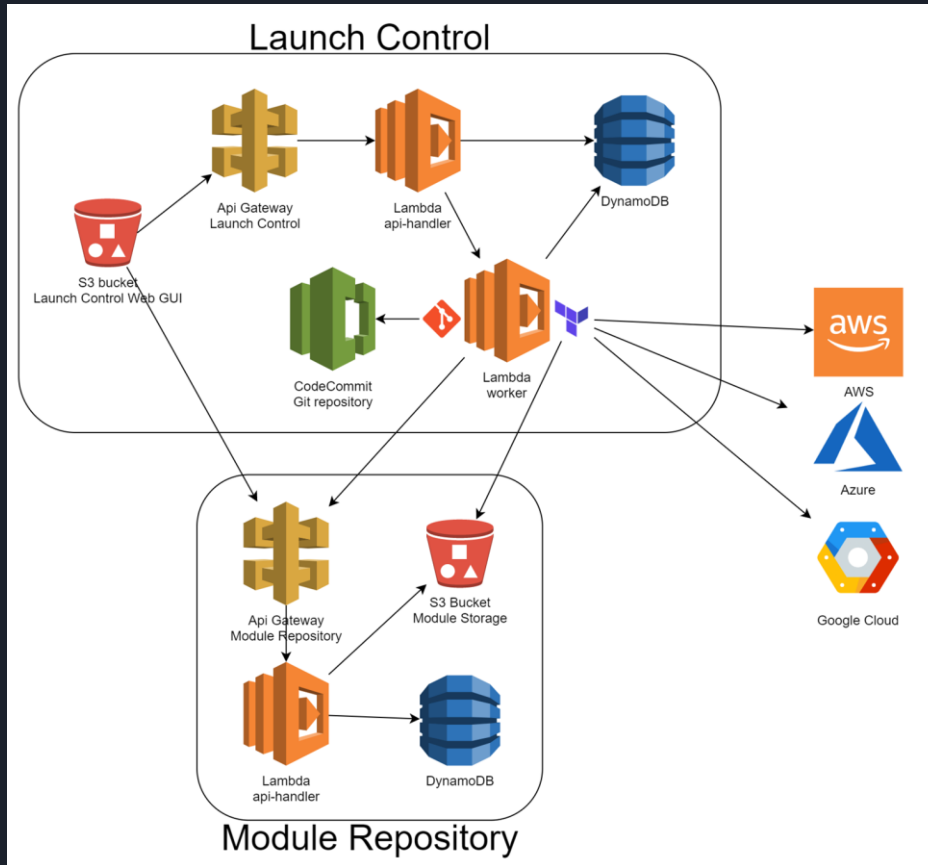 Launch Control
Api Gateway
Launch Control
Lambda
api-handler
DynamoDB
S3 bucket
Launch Control Web GUI
CodeCommit
Git repository
Lambda
worker
aws
AWS
Azure
Google Cloud
Api Gateway
Module Repository
S3 Bucket
Module Storage
Lambda
api-handler
DynamoDB
Module Repository